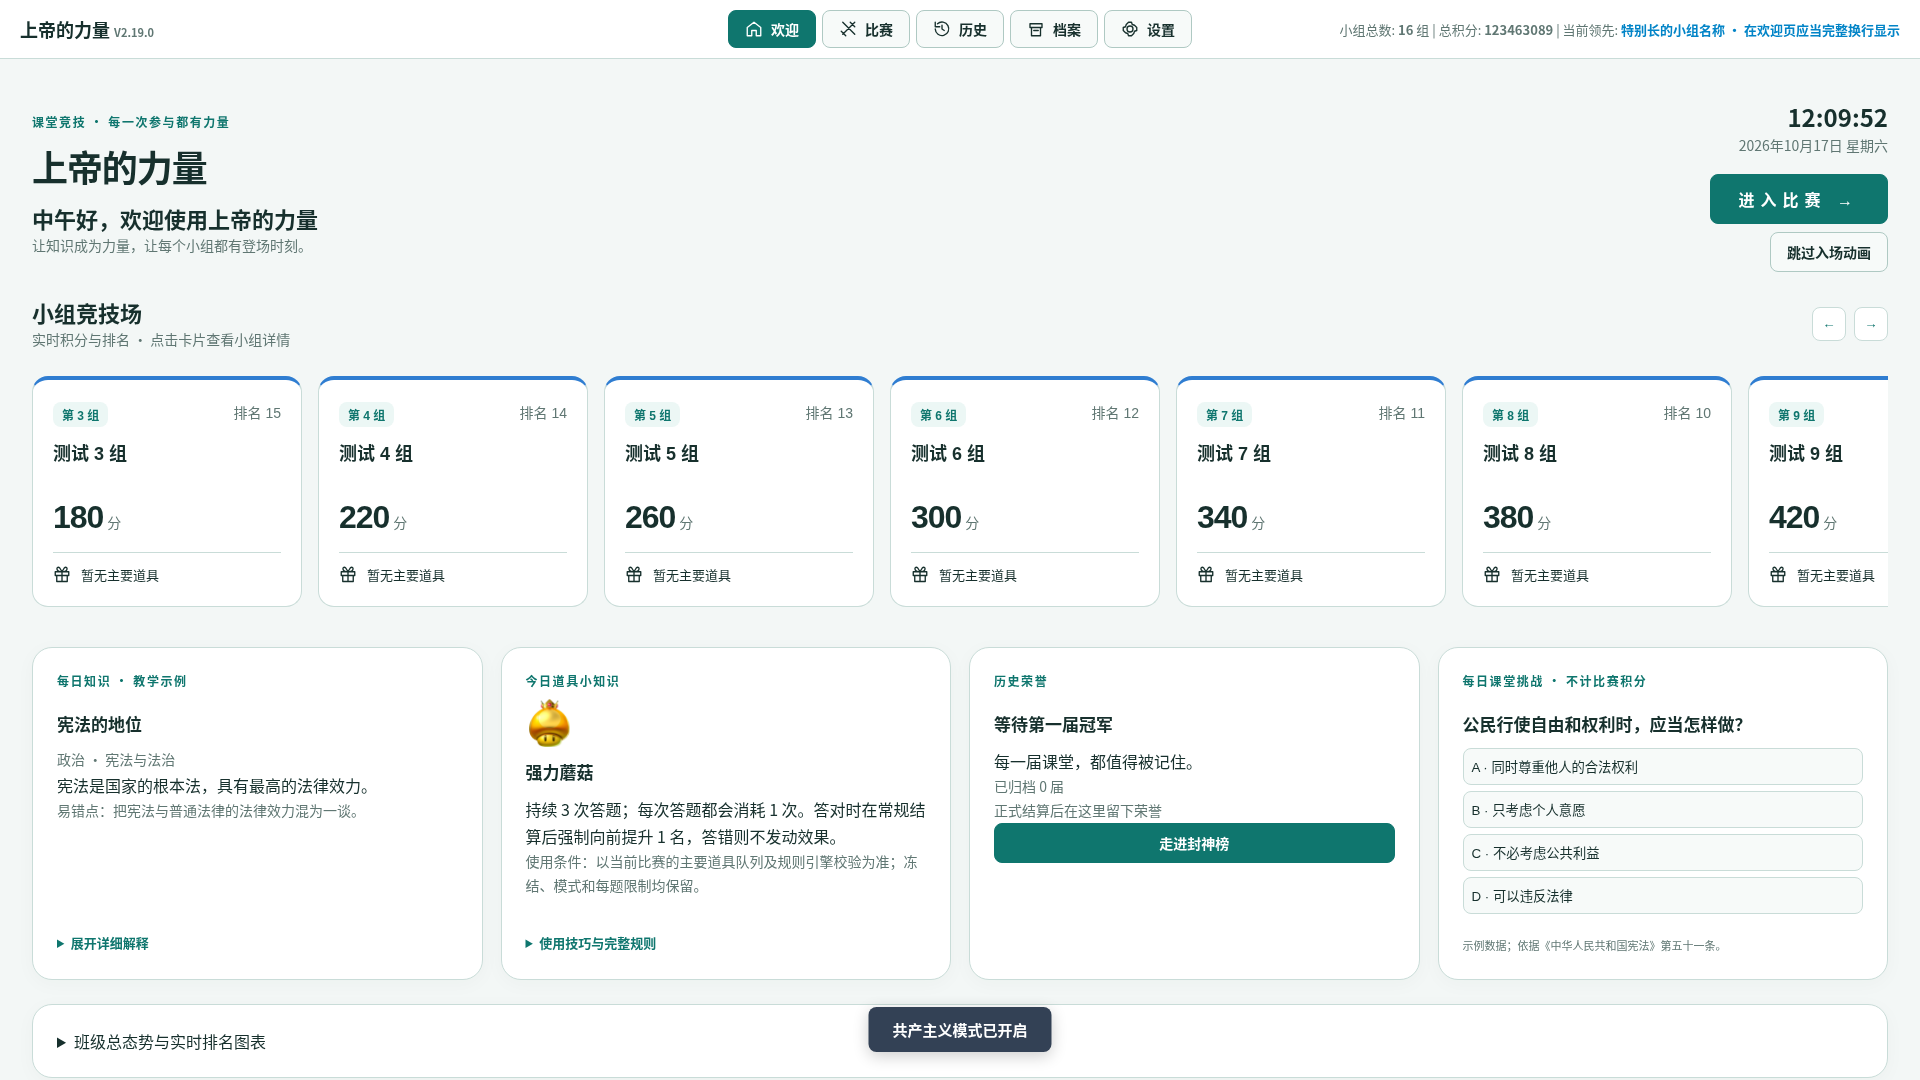 上帝的力量 V2.19.0
欢迎
比赛
历史
档案
设置
小组总数: 16 组 | 总积分: 123463089 | 当前领先: 特别长的小组名称 · 在欢迎页应当完整换行显示
课堂竞技 · 每一次参与都有力量
上帝的力量
中午好，欢迎使用上帝的力量
让知识成为力量，让每个小组都有登场时刻。
12:09:52
2026年10月17日 星期六
进入比赛 →
跳过入场动画
小组竞技场
实时积分与排名 · 点击卡片查看小组详情
←
→
第 3 组 排名 15
测试 3 组
180 分
暂无主要道具
第 4 组 排名 14
测试 4 组
220 分
暂无主要道具
第 5 组 排名 13
测试 5 组
260 分
暂无主要道具
第 6 组 排名 12
测试 6 组
300 分
暂无主要道具
第 7 组 排名 11
测试 7 组
340 分
暂无主要道具
第 8 组 排名 10
测试 8 组
380 分
暂无主要道具
第 9 组
测试 9 组
420 分
暂无主要道具
每日知识 · 教学示例
宪法的地位
政治 · 宪法与法治
宪法是国家的根本法，具有最高的法律效力。
易错点：把宪法与普通法律的法律效力混为一谈。
▶ 展开详细解释
今日道具小知识
强力蘑菇
持续 3 次答题；每次答题都会消耗 1 次。答对时在常规结
算后强制向前提升 1 名，答错则不发动效果。
使用条件：以当前比赛的主要道具队列及规则引擎校验为准；冻
结、模式和每题限制均保留。
▶ 使用技巧与完整规则
历史荣誉
等待第一届冠军
每一届课堂，都值得被记住。
已归档 0 届
正式结算后在这里留下荣誉
走进封神榜
每日课堂挑战 · 不计比赛积分
公民行使自由和权利时，应当怎样做？
A · 同时尊重他人的合法权利
B · 只考虑个人意愿
C · 不必考虑公共利益
D · 可以违反法律
示例数据；依据《中华人民共和国宪法》第五十一条。
▶ 班级总态势与实时排名图表
共产主义模式已开启